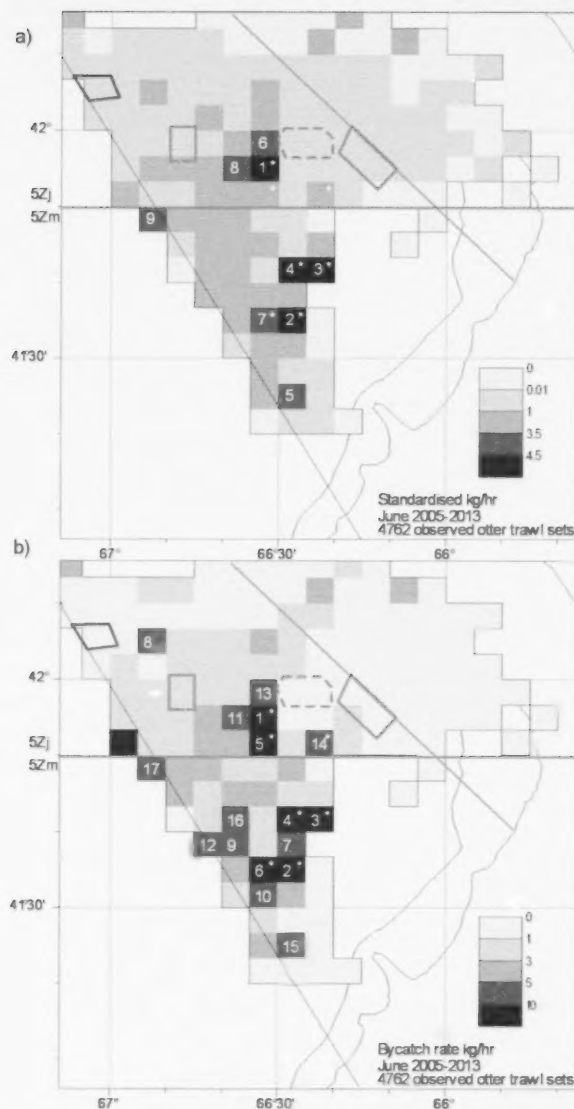 a)
42°
6
8 1*
5Zj
* *
5Zm
9
4* 3*
7* 2*
41°30'
5
0
0.01
1
3.5
4.5
Standardised kg/hr
June 2005-2013
4762 observed otter trawl sets
67° 66°30' 66°
b)
8
42°
13
11 1*
5* 14*
5Zj
5Zm
17
16 4* 3*
12 9 7
6* 2*
10
41°30'
15
0
1
3
5
10
Bycatch rate kg/hr
June 2005-2013
4762 observed otter trawl sets
67° 66°30' 66°